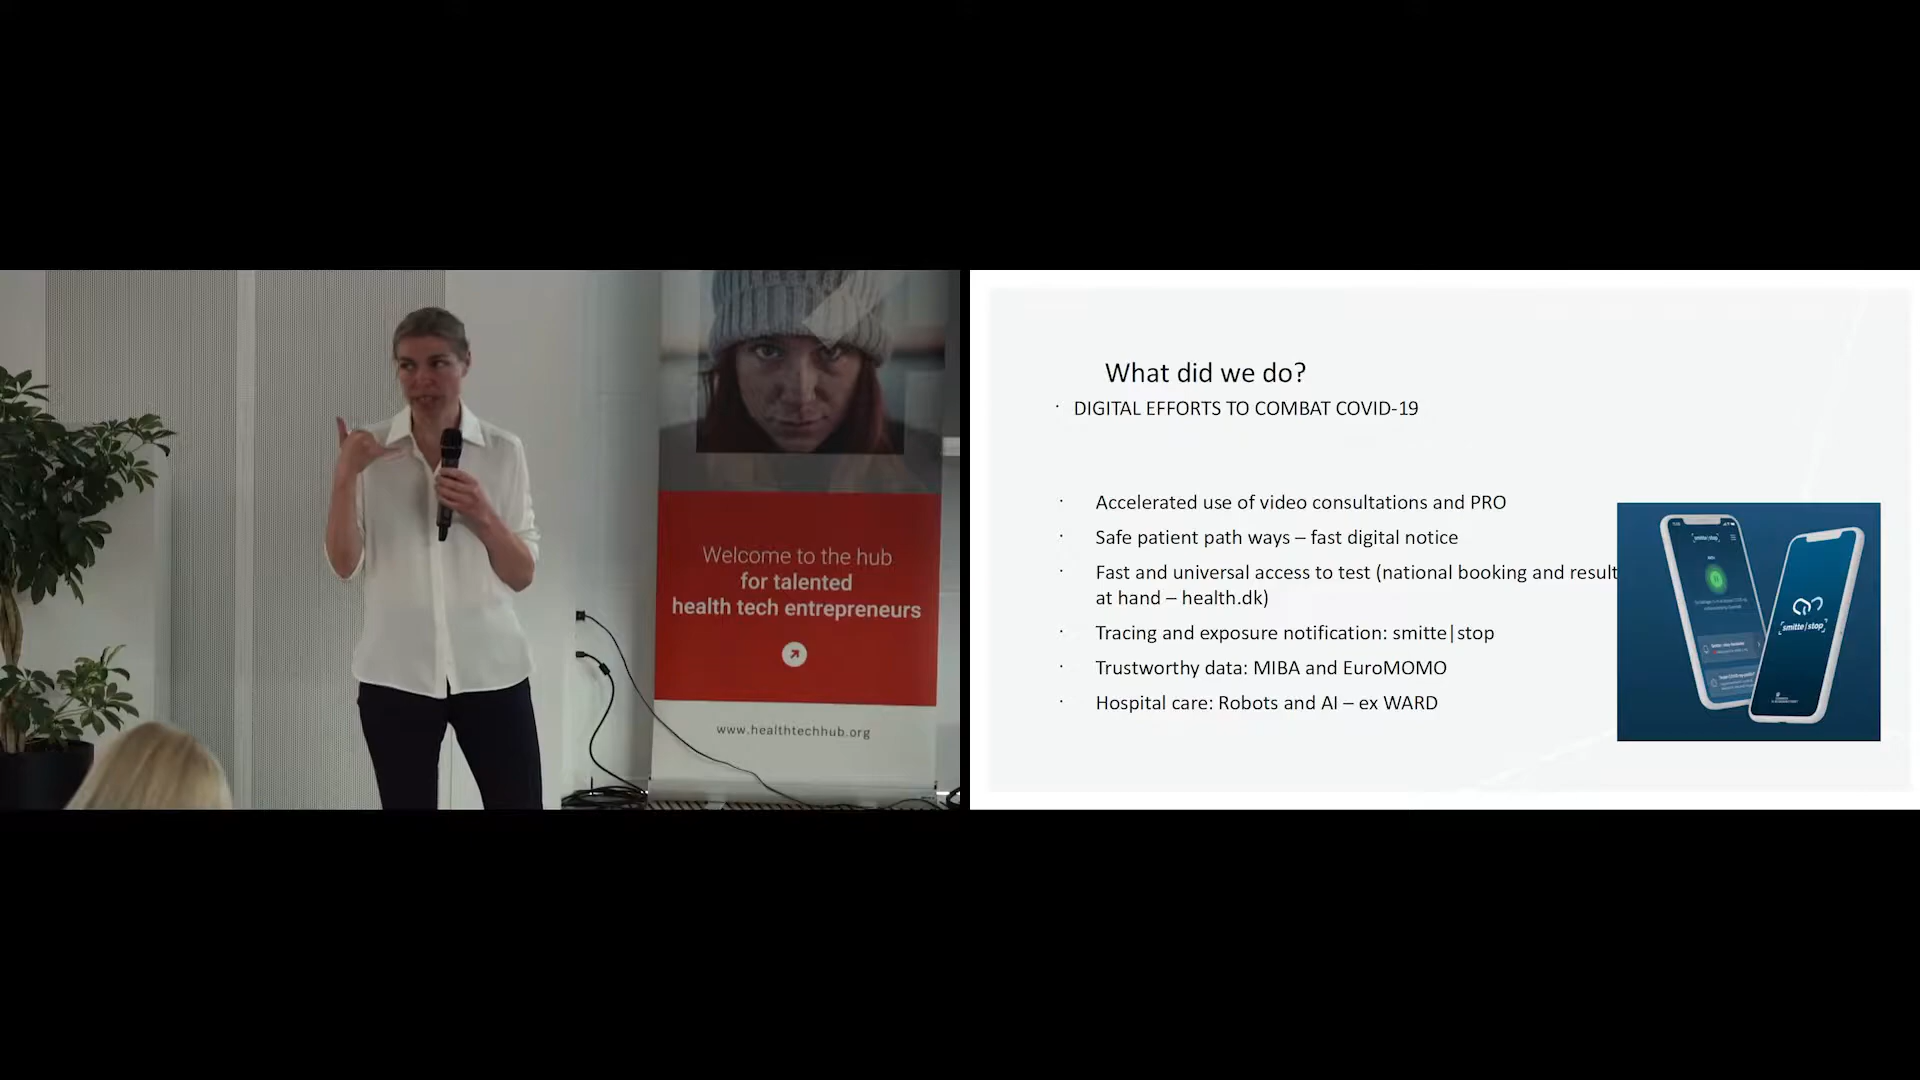 Welcome to the hub
for talented
health tech entrepreneurs
www.healthtechhub.org
What did we do?
· DIGITAL EFFORTS TO COMBAT COVID-19
· Accelerated use of video consultations and PRO
· Safe patient path ways – fast digital notice
· Fast and universal access to test (national booking and result
at hand – health.dk)
· Tracing and exposure notification: smitte|stop
· Trustworthy data: MIBA and EuroMOMO
· Hospital care: Robots and AI – ex WARD
smitte|stop
smitte|stop